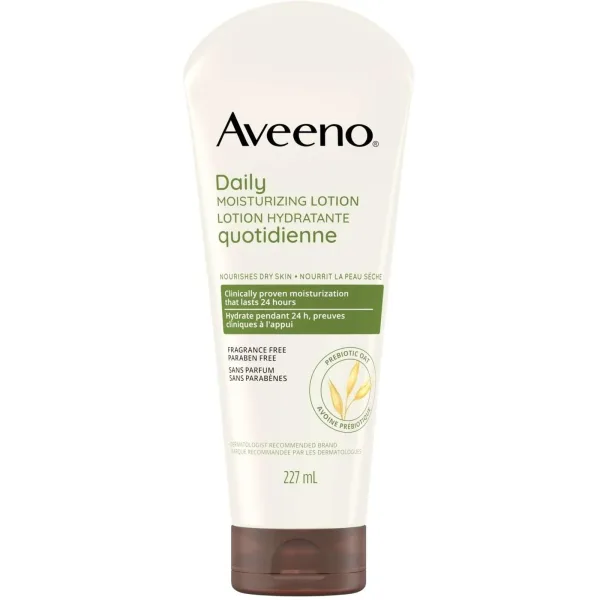 Aveeno®
Daily
MOISTURIZING LOTION
LOTION HYDRATANTE
quotidienne
NOURISHES DRY SKIN • NOURRIT LA PEAU SÈCHE
Clinically proven moisturization
that lasts 24 hours
Hydrate pendant 24 h, preuves
cliniques à l'appui
FRAGRANCE FREE
PARABEN FREE
SANS PARFUM
SANS PARABÈNES
PREBIOTIC OAT
AVOINE PRÉBIOTIQUE
DERMATOLOGIST RECOMMENDED BRAND
MARQUE RECOMMANDÉE PAR LES DERMATOLOGUES
227 mL